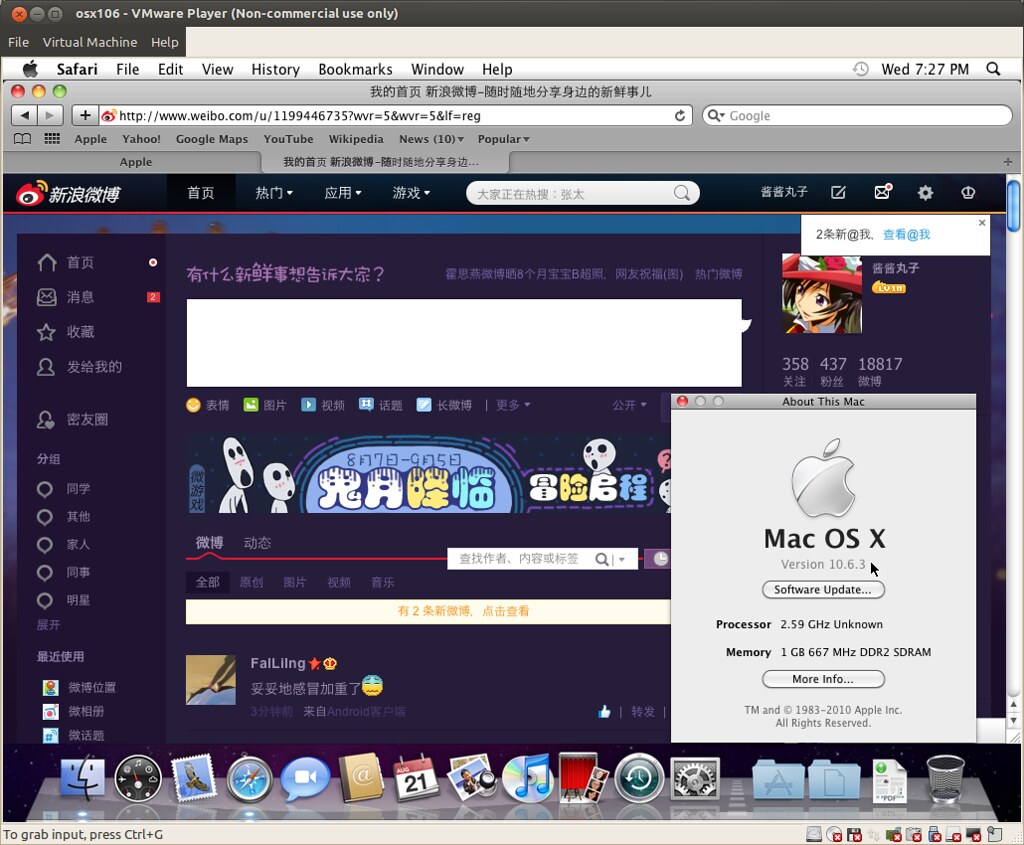 osx106 - VMware Player (Non-commercial use only)
File Virtual Machine Help
Safari File Edit View History Bookmarks Window Help Wed 7:27 PM
我的首页 新浪微博-随时随地分享身边的新鲜事儿
http://www.weibo.com/u/1199446735?wvr=5&wvr=5&lf=reg Google
Apple Yahoo! Google Maps YouTube Wikipedia News (10) Popular
Apple 我的首页 新浪微博-随时随地分享身边...
新浪微博 首页 热门 应用 游戏 大家正在热搜：张太 酱酱丸子
2条新@我，查看@我
首页
消息 2
收藏
发给我的
密友圈
分组
同学
其他
家人
同事
明星
展开
最近使用
微博位置
微相册
微话题
有什么新鲜事想告诉大家？ 霍思燕微博晒8个月宝宝B超照，网友祝福(图) 热门微博
表情 图片 视频 话题 长微博 | 更多 公开
微游戏
8月7日-9月5日
鬼月降临 冒险启程
微博 动态
查找作者、内容或标签
全部 原创 图片 视频 音乐
有 2 条新微博，点击查看
FalLiIng
妥妥地感冒加重了
3分钟前 来自Android客户端 | 转发 |
酱酱丸子
LV18
358 437 18817
关注 粉丝 微博
About This Mac
Mac OS X
Version 10.6.3
Software Update...
Processor 2.59 GHz Unknown
Memory 1 GB 667 MHz DDR2 SDRAM
More Info...
TM and © 1983-2010 Apple Inc.
All Rights Reserved.
AUG
21
PDF
To grab input, press Ctrl+G